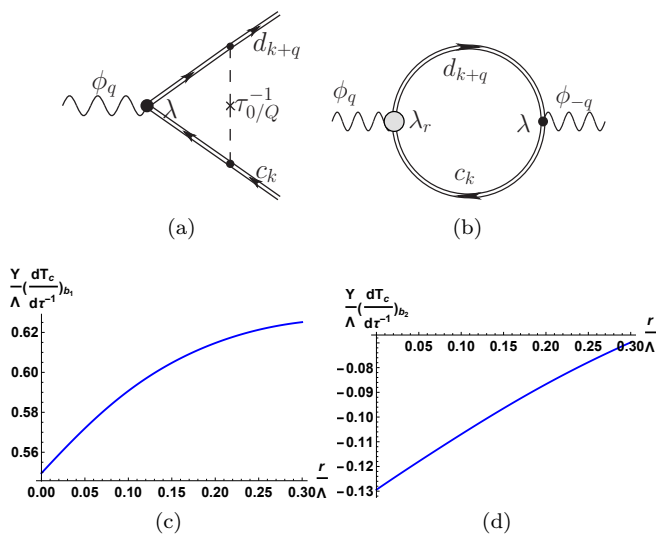 ϕ_q λ d_{k+q} c_k τ^{-1}_{0/Q}
(a)
ϕ_q λ_r d_{k+q} c_k λ ϕ_{-q}
(b)
Y/Λ (dT_c/dτ^{-1})_{b_1}
0.62
0.60
0.58
0.56
0.00 0.05 0.10 0.15 0.20 0.25 0.30 r/Λ
(c)
Y/Λ (dT_c/dτ^{-1})_{b_2}
0.05 0.10 0.15 0.20 0.25 0.30 r/Λ
-0.08
-0.09
-0.10
-0.11
-0.12
-0.13
(d)